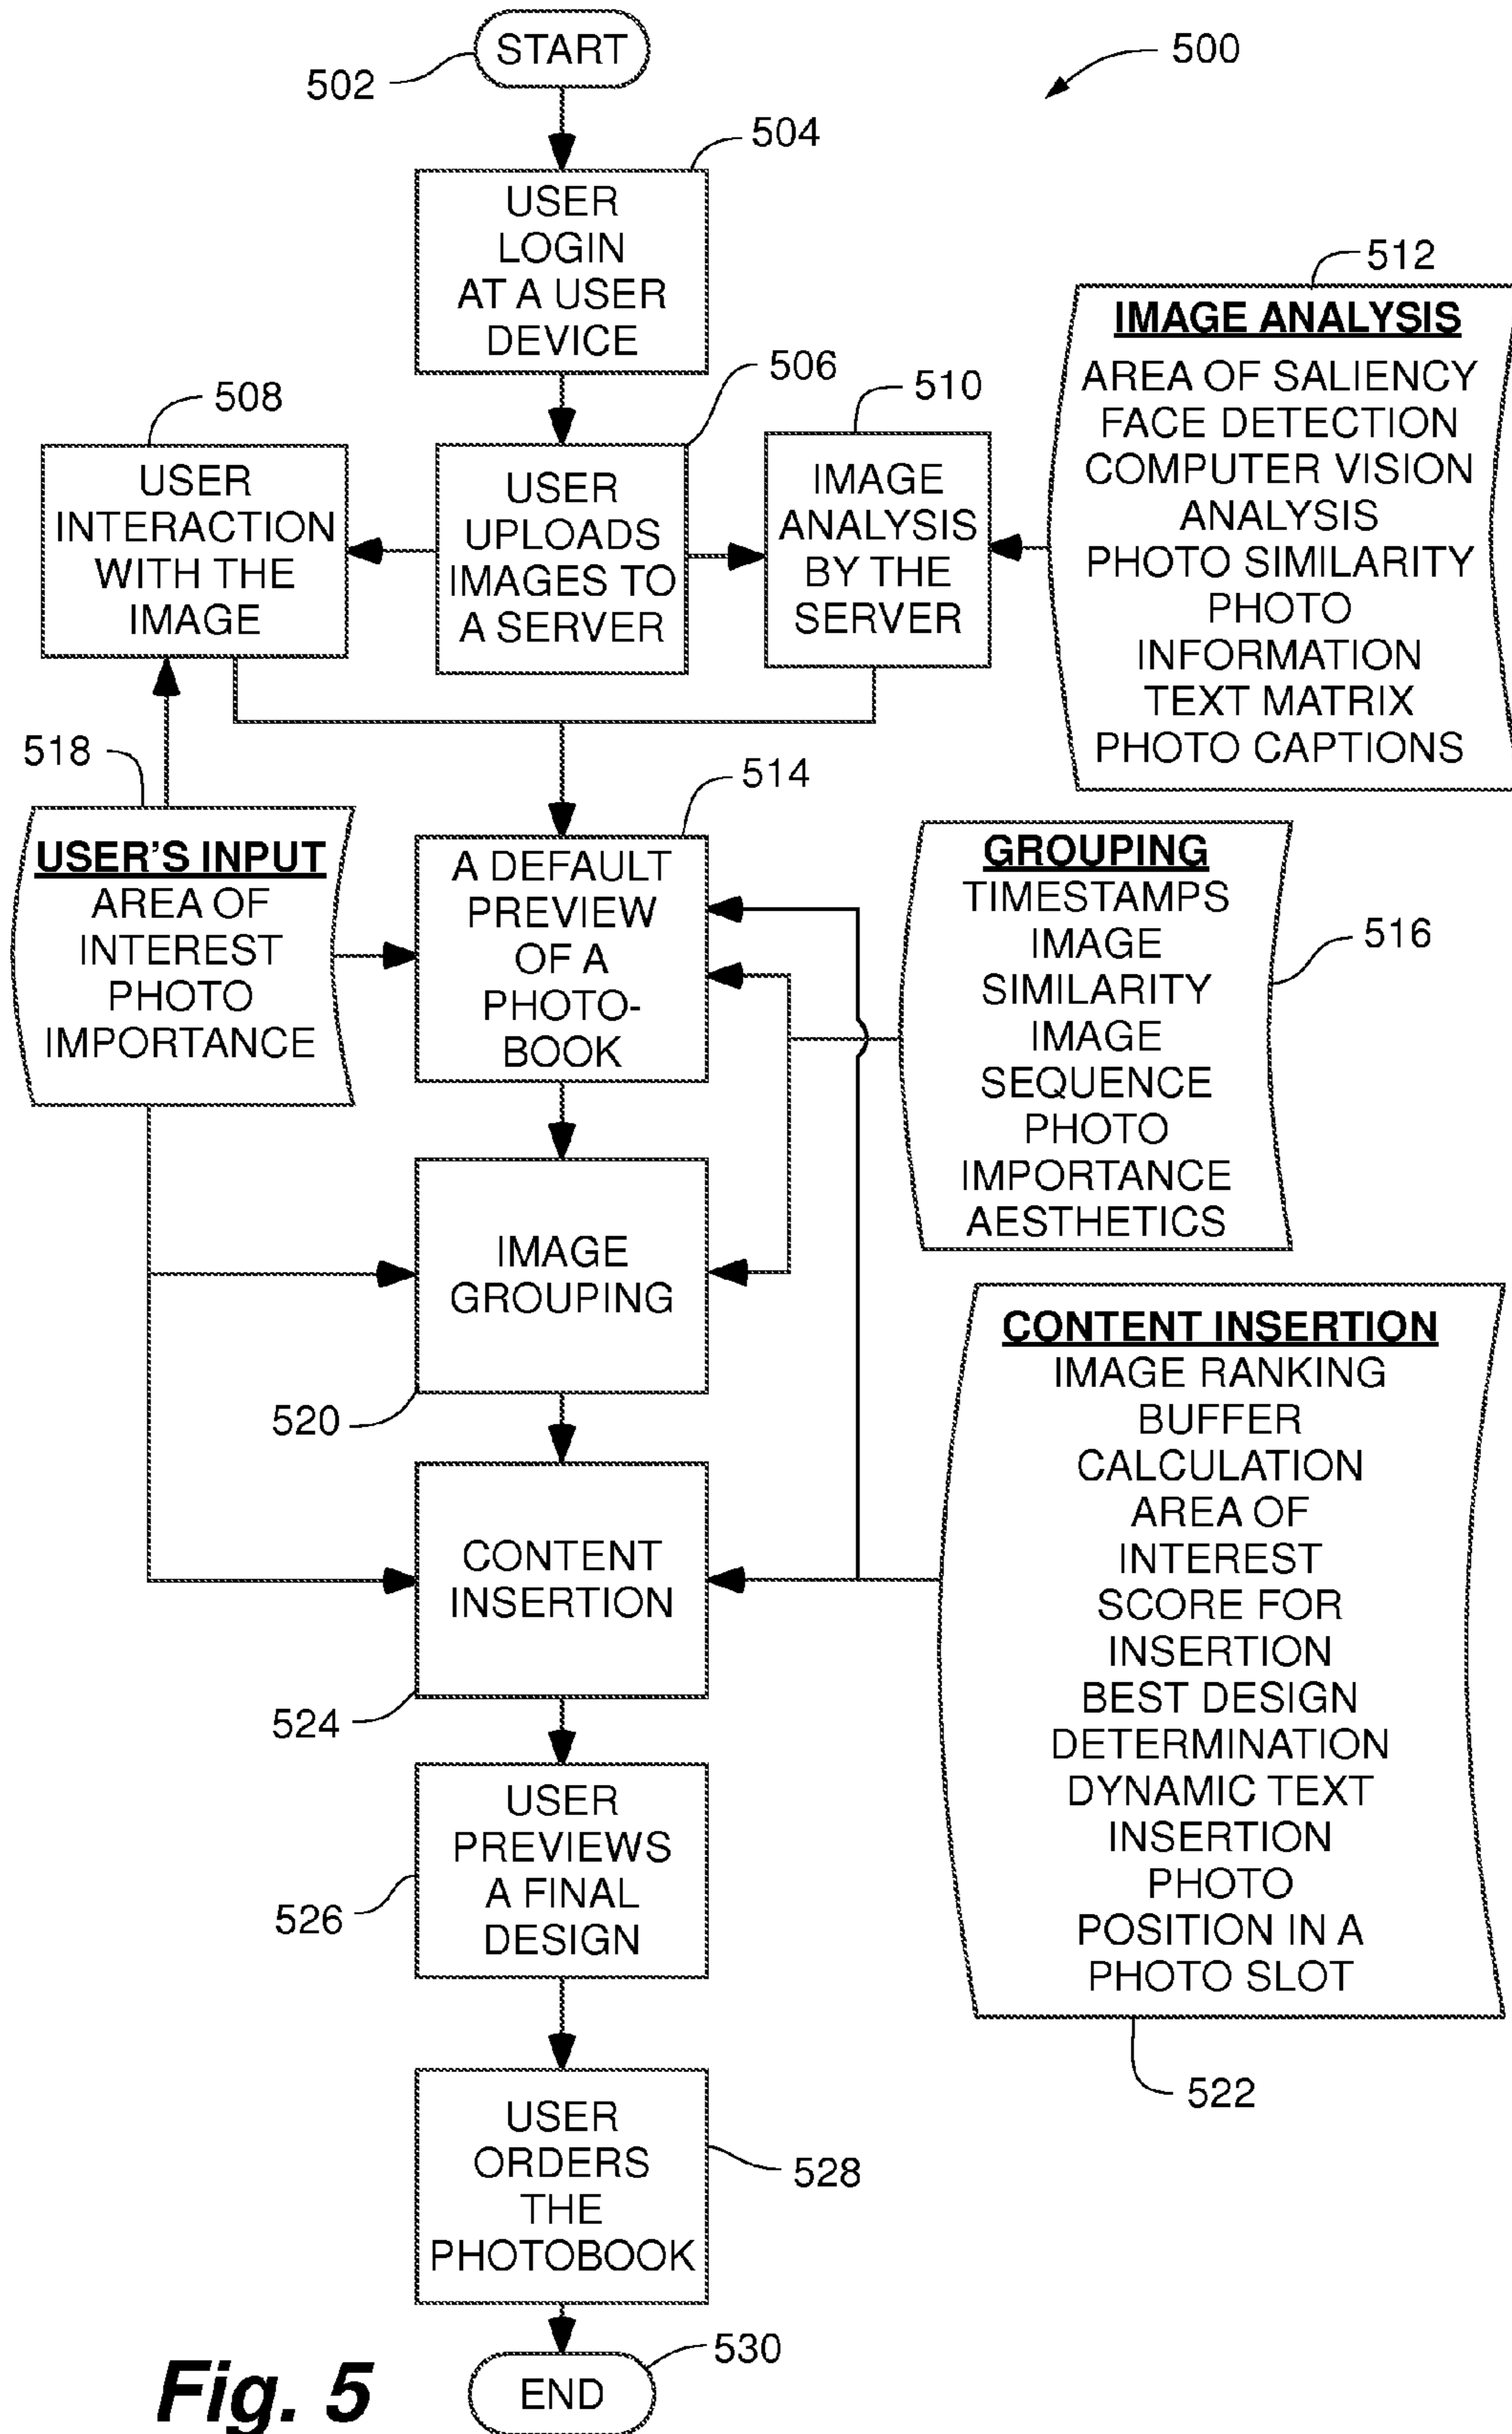 START
502
500
504
USER
LOGIN
AT A USER
DEVICE
512
IMAGE ANALYSIS
AREA OF SALIENCY
FACE DETECTION
COMPUTER VISION
ANALYSIS
PHOTO SIMILARITY
PHOTO
INFORMATION
TEXT MATRIX
PHOTO CAPTIONS
508
USER
INTERACTION
WITH THE
IMAGE
506
USER
UPLOADS
IMAGES TO
A SERVER
510
IMAGE
ANALYSIS
BY THE
SERVER
518
USER'S INPUT
AREA OF
INTEREST
PHOTO
IMPORTANCE
514
A DEFAULT
PREVIEW
OF A
PHOTO-
BOOK
GROUPING
TIMESTAMPS
IMAGE
SIMILARITY
IMAGE
SEQUENCE
PHOTO
IMPORTANCE
AESTHETICS
516
IMAGE
GROUPING
520
CONTENT INSERTION
IMAGE RANKING
BUFFER
CALCULATION
AREA OF
INTEREST
SCORE FOR
INSERTION
BEST DESIGN
DETERMINATION
DYNAMIC TEXT
INSERTION
PHOTO
POSITION IN A
PHOTO SLOT
522
CONTENT
INSERTION
524
USER
PREVIEWS
A FINAL
DESIGN
526
USER
ORDERS
THE
PHOTOBOOK
528
END
530
Fig. 5